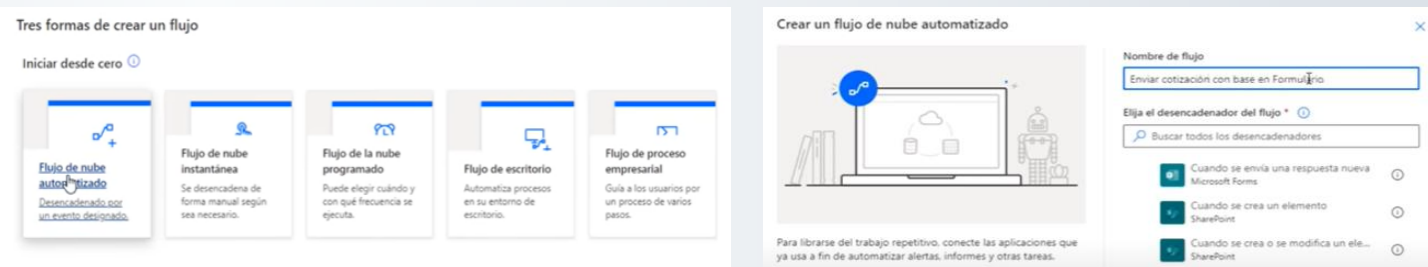 Tres formas de crear un flujo
Iniciar desde cero
Flujo de nube
automatizado
Desencadenado por
un evento designado.
Flujo de nube
instantánea
Se desencadena de
forma manual según
sea necesario.
Flujo de la nube
programado
Puede elegir cuándo y
con qué frecuencia se
ejecuta.
Flujo de escritorio
Automatiza procesos
en su entorno de
escritorio.
Flujo de proceso
empresarial
Guía a los usuarios por
un proceso de varios
pasos.
Crear un flujo de nube automatizado
Para librarse del trabajo repetitivo, conecte las aplicaciones que
ya usa a fin de automatizar alertas, informes y otras tareas.
Nombre de flujo
Enviar cotización con base en Formulario
Elija el desencadenador del flujo *
Buscar todos los desencadenadores
Cuando se envía una respuesta nueva
Microsoft Forms
Cuando se crea un elemento
SharePoint
Cuando se crea o se modifica un ele...
SharePoint